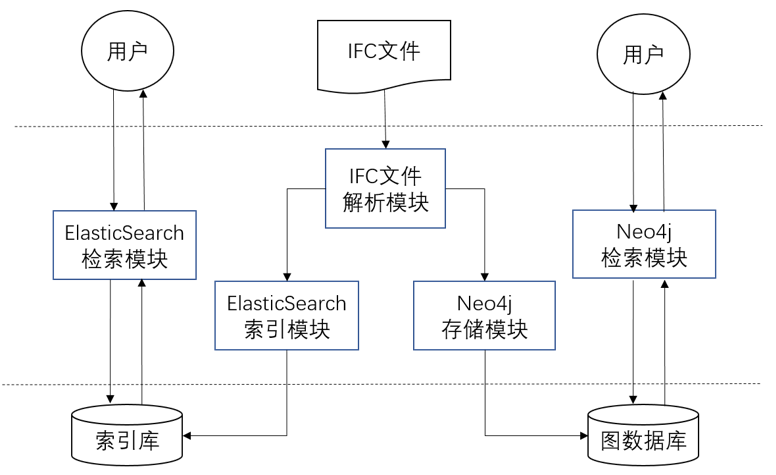 用户
IFC文件
用户
IFC文件
解析模块
ElasticSearch
检索模块
Neo4j
检索模块
ElasticSearch
索引模块
Neo4j
存储模块
索引库
图数据库